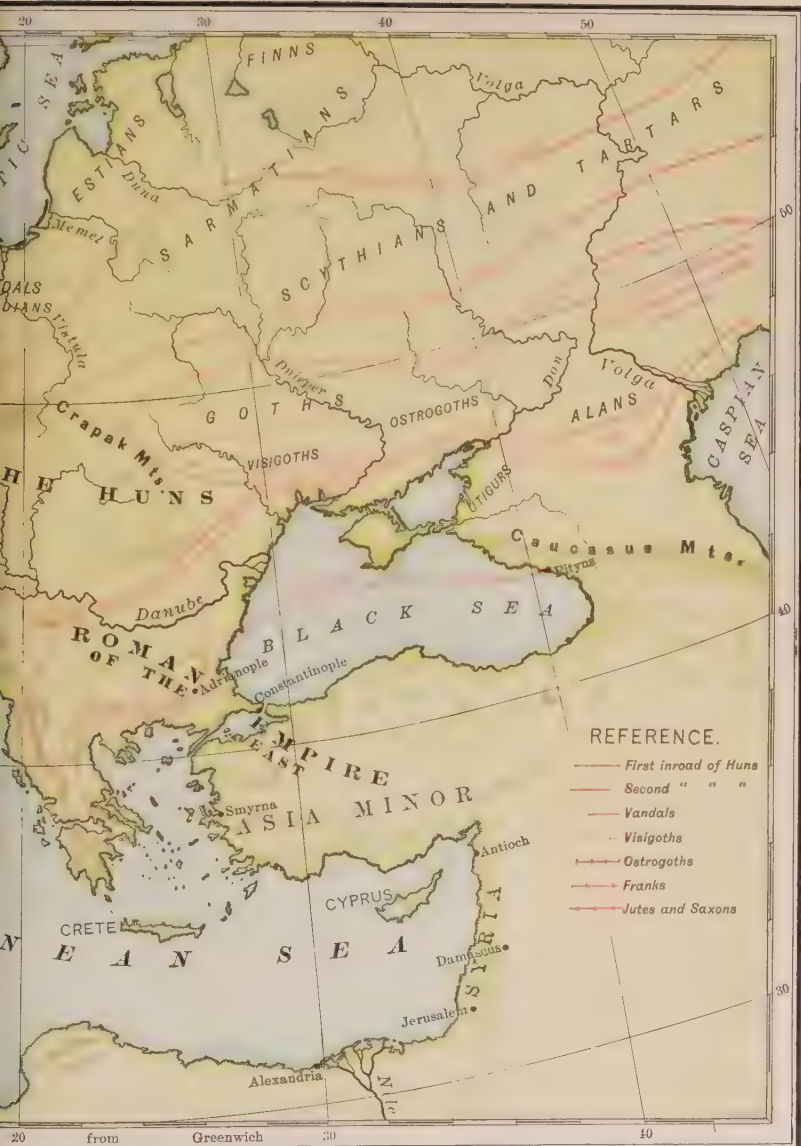 20 30 40 50
FINNS
Volga
TIC SEA
ESTIANS
Duna
SARMATIANS
AND TARTARS
Memel
SCYTHIANS
50
DALS
DIANS
Vistula
Dnieper
Don
Volga
CASPIAN
SEA
GOTHS
OSTROGOTHS
ALANS
Crapak Mts.
VISIGOTHS
HE HUNS
UTIGURS
Caucasus Mts.
Pityus
Danube
BLACK SEA
40
ROMAN
OF THE
Adrianople
Constantinople
EMPIRE
EAST
REFERENCE.
First inroad of Huns
Second " " "
Vandals
Visigoths
Ostrogoths
Franks
Jutes and Saxons
Smyrna
ASIA MINOR
Antioch
CYPRUS
CRETE
NEAN SEA
Damascus
SYRIA
Jerusalem
30
Alexandria
Nile
20 from Greenwich 30 40